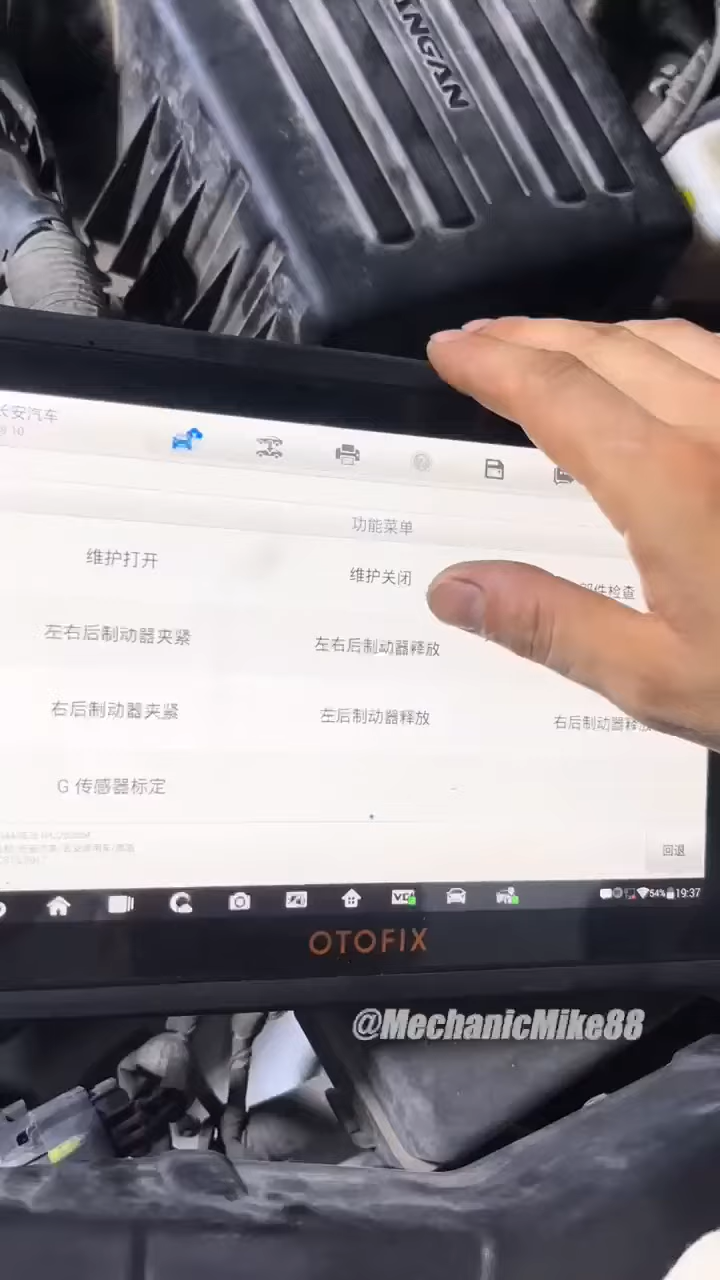 INGAN
长安汽车
功能菜单
维护打开
维护关闭
部件检查
左右后制动器夹紧
左右后制动器释放
右后制动器夹紧
左后制动器释放
右后制动器释放
G 传感器标定
回退
VCI
54% 19:37
OTOFIX
@MechanicMike88